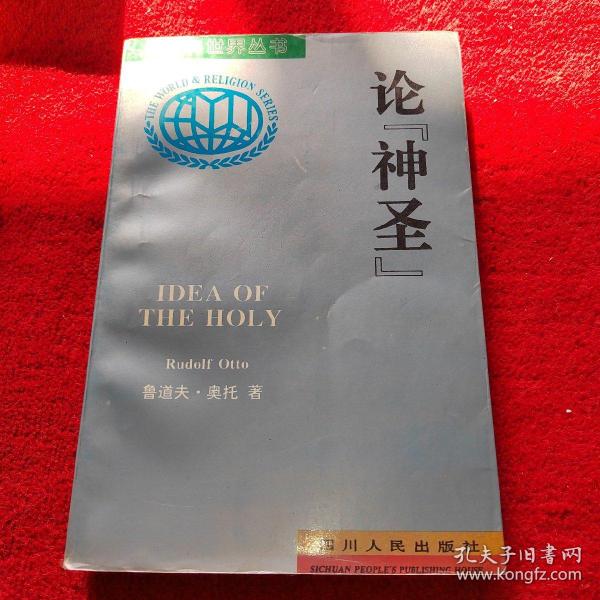 世界丛书
THE WORLD & RELIGION SERIES
论『神圣』
IDEA OF
THE HOLY
Rudolf Otto
鲁道夫·奥托 著
四川人民出版社
SICHUAN PEOPLE'S PUBLISHING HOUSE
孔夫子旧书网
www.kongfz.com